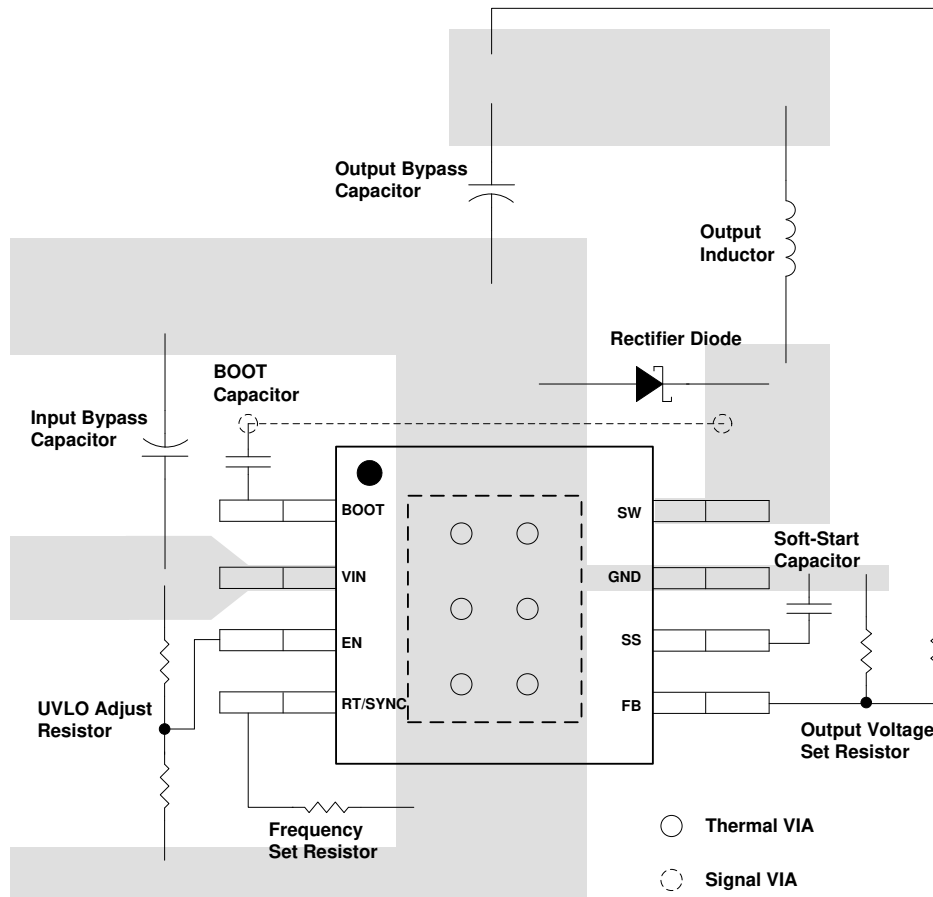 Output Bypass
Capacitor
Output
Inductor
Rectifier Diode
BOOT
Capacitor
Input Bypass
Capacitor
BOOT
SW
Soft-Start
Capacitor
VIN
GND
EN
SS
UVLO Adjust
Resistor
RT/SYNC
FB
Output Voltage
Set Resistor
Frequency
Set Resistor
Thermal VIA
Signal VIA